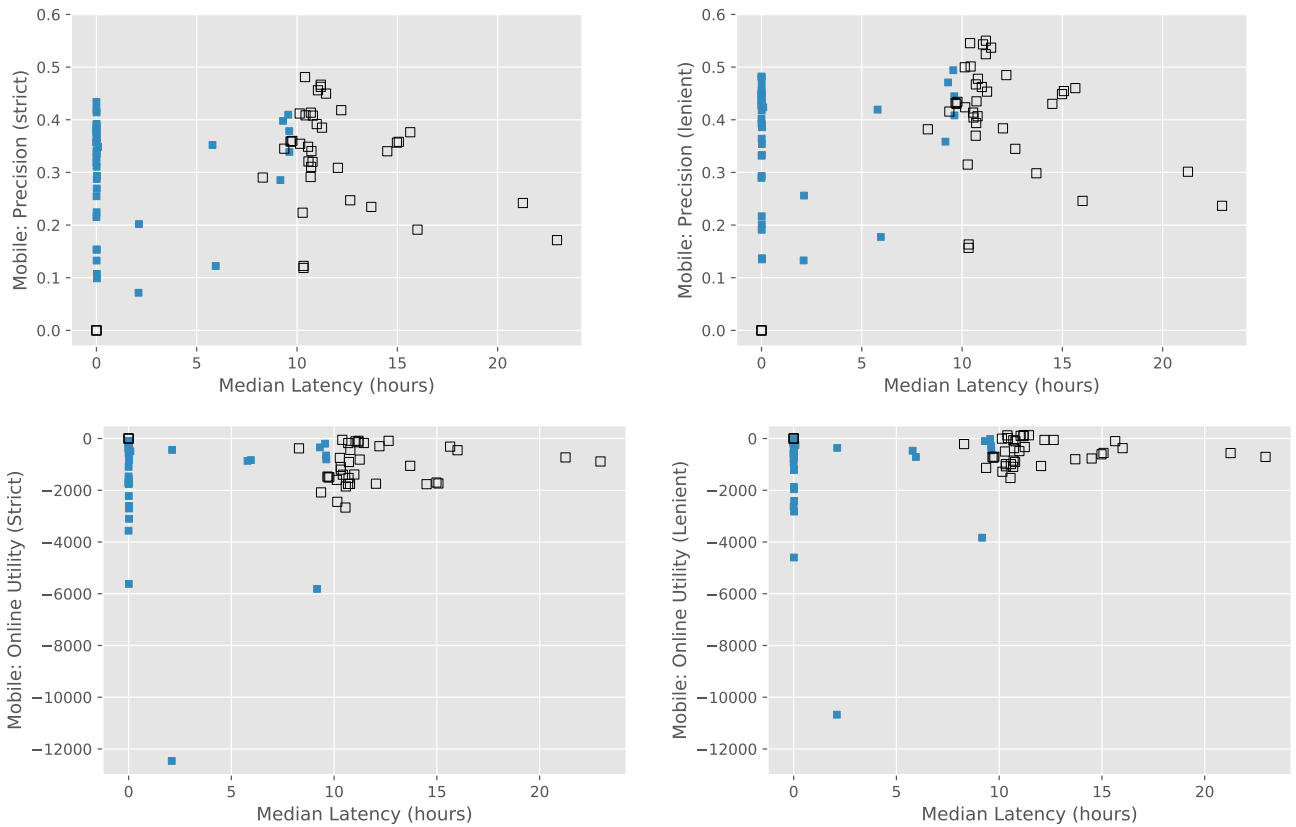 0.6
0.5
0.4
0.3
0.2
0.1
0.0
Mobile: Precision (strict)
0 5 10 15 20
Median Latency (hours)
0.6
0.5
0.4
0.3
0.2
0.1
0.0
Mobile: Precision (lenient)
0 5 10 15 20
Median Latency (hours)
0
−2000
−4000
−6000
−8000
−10000
−12000
Mobile: Online Utility (Strict)
0 5 10 15 20
Median Latency (hours)
0
−2000
−4000
−6000
−8000
−10000
−12000
Mobile: Online Utility (Lenient)
0 5 10 15 20
Median Latency (hours)